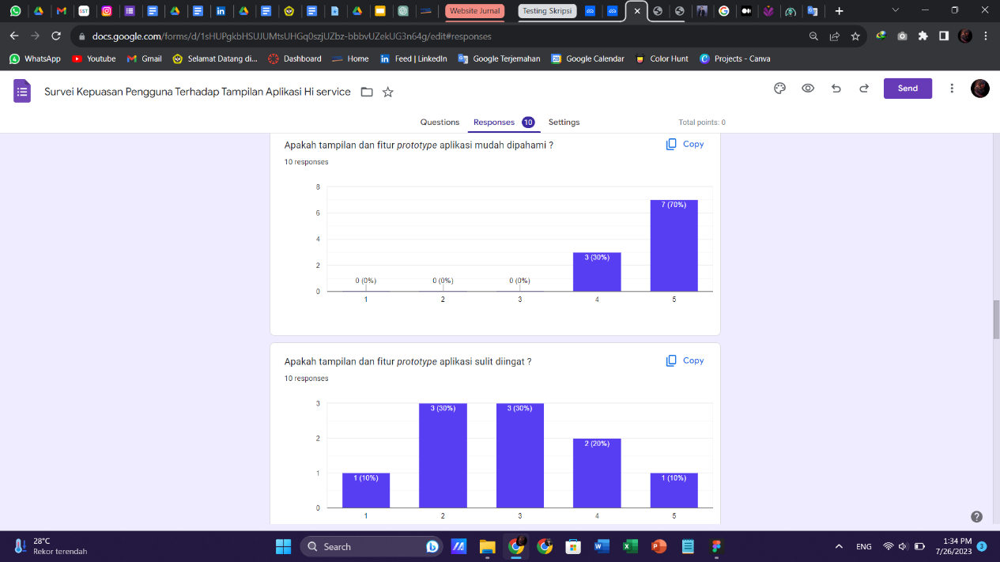 SST
Website Jurnal
Testing Skripsi
docs.google.com/forms/d/1sHUPgkbHSUJUMtsUHGq0szjUZbz-bbbvUZekUG3n64g/edit#responses
WhatsApp
Youtube
Gmail
Selamat Datang di...
Dashboard
Home
Feed | LinkedIn
Google Terjemahan
Google Calendar
Color Hunt
Projects - Canva
Survei Kepuasan Pengguna Terhadap Tampilan Aplikasi Hi service
Send
Questions
Responses 10
Settings
Total points: 0
Apakah tampilan dan fitur prototype aplikasi mudah dipahami ?
Copy
10 responses
8
6
4
2
0
0 (0%)
0 (0%)
0 (0%)
3 (30%)
7 (70%)
1 2 3 4 5
Apakah tampilan dan fitur prototype aplikasi sulit diingat ?
Copy
10 responses
3
2
1
0
1 (10%)
3 (30%)
3 (30%)
2 (20%)
1 (10%)
1 2 3 4 5
28°C
Rekor terendah
Search
ENG
1:34 PM
7/26/2023
3